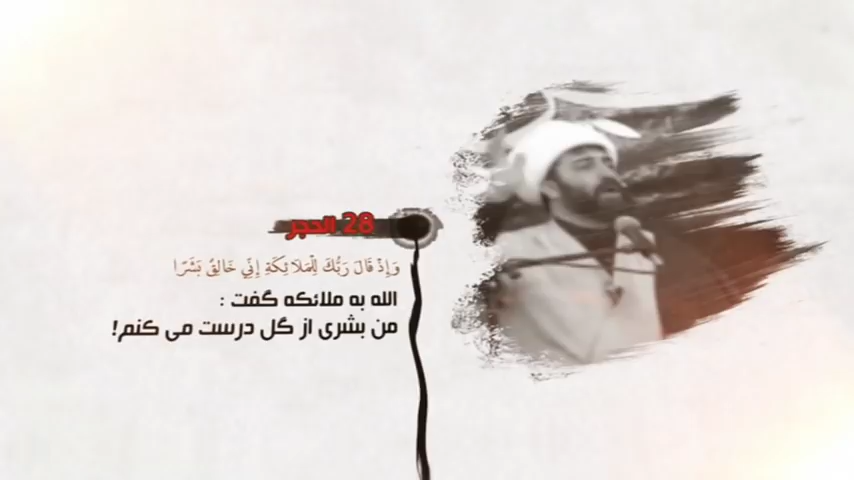 28 الحجر
وَإِذْ قَالَ رَبُّكَ لِلْمَلَائِكَةِ إِنِّي خَالِقٌ بَشَرًا
الله به ملائکه گفت :
من بشری از گل درست می کنم!